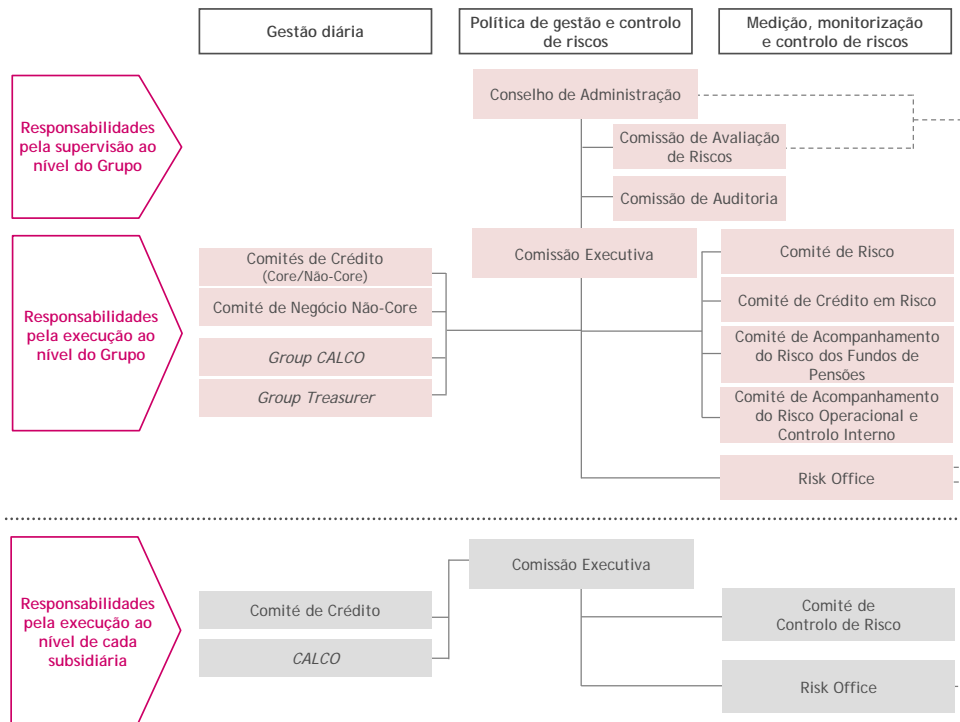 Gestão diária
Política de gestão e controlo
de riscos
Medição, monitorização
e controlo de riscos
Responsabilidades
pela supervisão ao
nível do Grupo
Conselho de Administração
Comissão de Avaliação
de Riscos
Comissão de Auditoria
Responsabilidades
pela execução ao
nível do Grupo
Comités de Crédito
(Core/Não-Core)
Comité de Negócio Não-Core
Group CALCO
Group Treasurer
Comissão Executiva
Comité de Risco
Comité de Crédito em Risco
Comité de Acompanhamento
do Risco dos Fundos de
Pensões
Comité de Acompanhamento
do Risco Operacional e
Controlo Interno
Risk Office
Responsabilidades
pela execução ao
nível de cada
subsidiária
Comité de Crédito
CALCO
Comissão Executiva
Comité de
Controlo de Risco
Risk Office